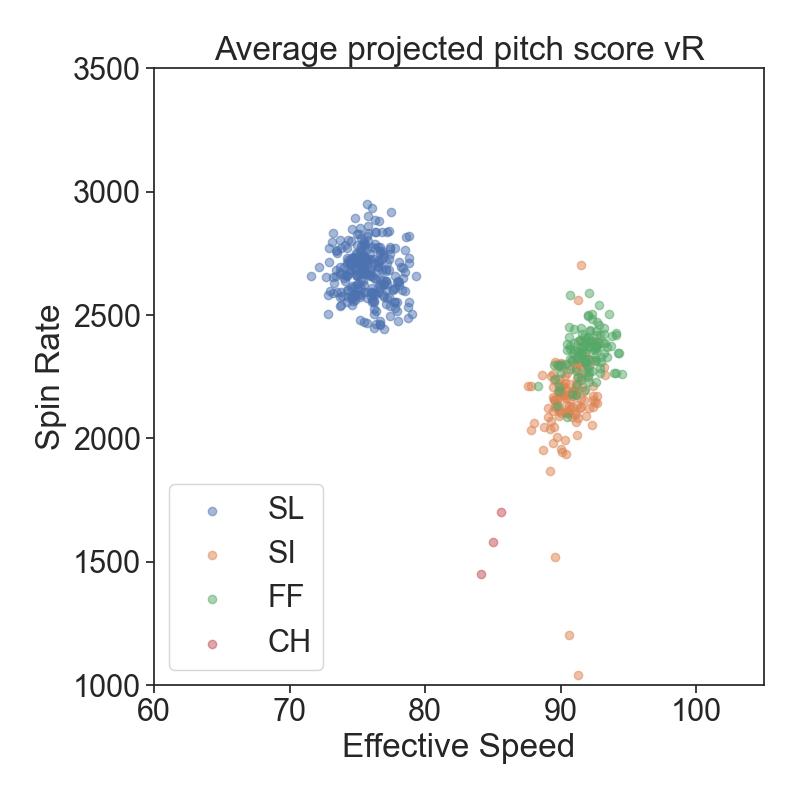 Average projected pitch score vR
3500
3000
2500
2000
1500
1000
Spin Rate
SL
SI
FF
CH
60 70 80 90 100
Effective Speed